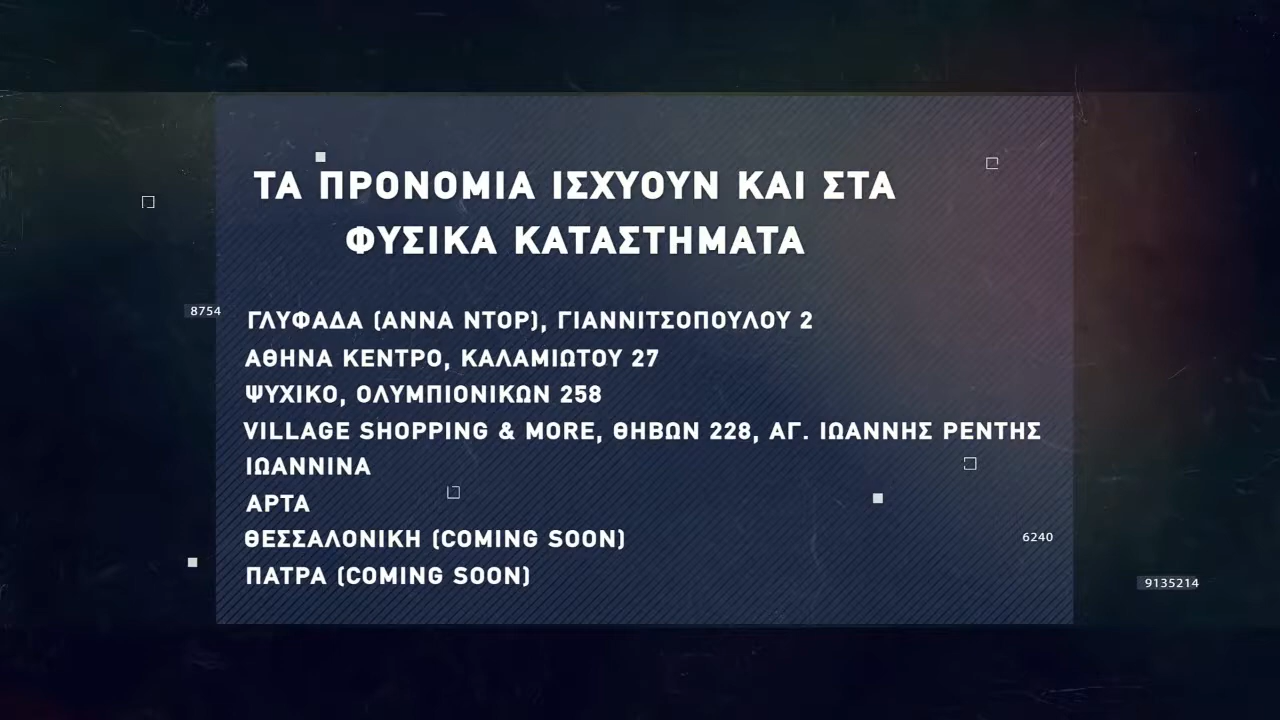 ΤΑ ΠΡΟΝΟΜΙΑ ΙΣΧΥΟΥΝ ΚΑΙ ΣΤΑ
ΦΥΣΙΚΑ ΚΑΤΑΣΤΗΜΑΤΑ
8754
ΓΛΥΦΑΔΑ (ΑΝΝΑ ΝΤΟΡ), ΓΙΑΝΝΙΤΣΟΠΟΥΛΟΥ 2
ΑΘΗΝΑ ΚΕΝΤΡΟ, ΚΑΛΑΜΙΩΤΟΥ 27
ΨΥΧΙΚΟ, ΟΛΥΜΠΙΟΝΙΚΩΝ 258
VILLAGE SHOPPING & MORE, ΘΗΒΩΝ 228, ΑΓ. ΙΩΑΝΝΗΣ ΡΕΝΤΗΣ
ΙΩΑΝΝΙΝΑ
ΑΡΤΑ
ΘΕΣΣΑΛΟΝΙΚΗ (COMING SOON)
6240
ΠΑΤΡΑ (COMING SOON)
9135214